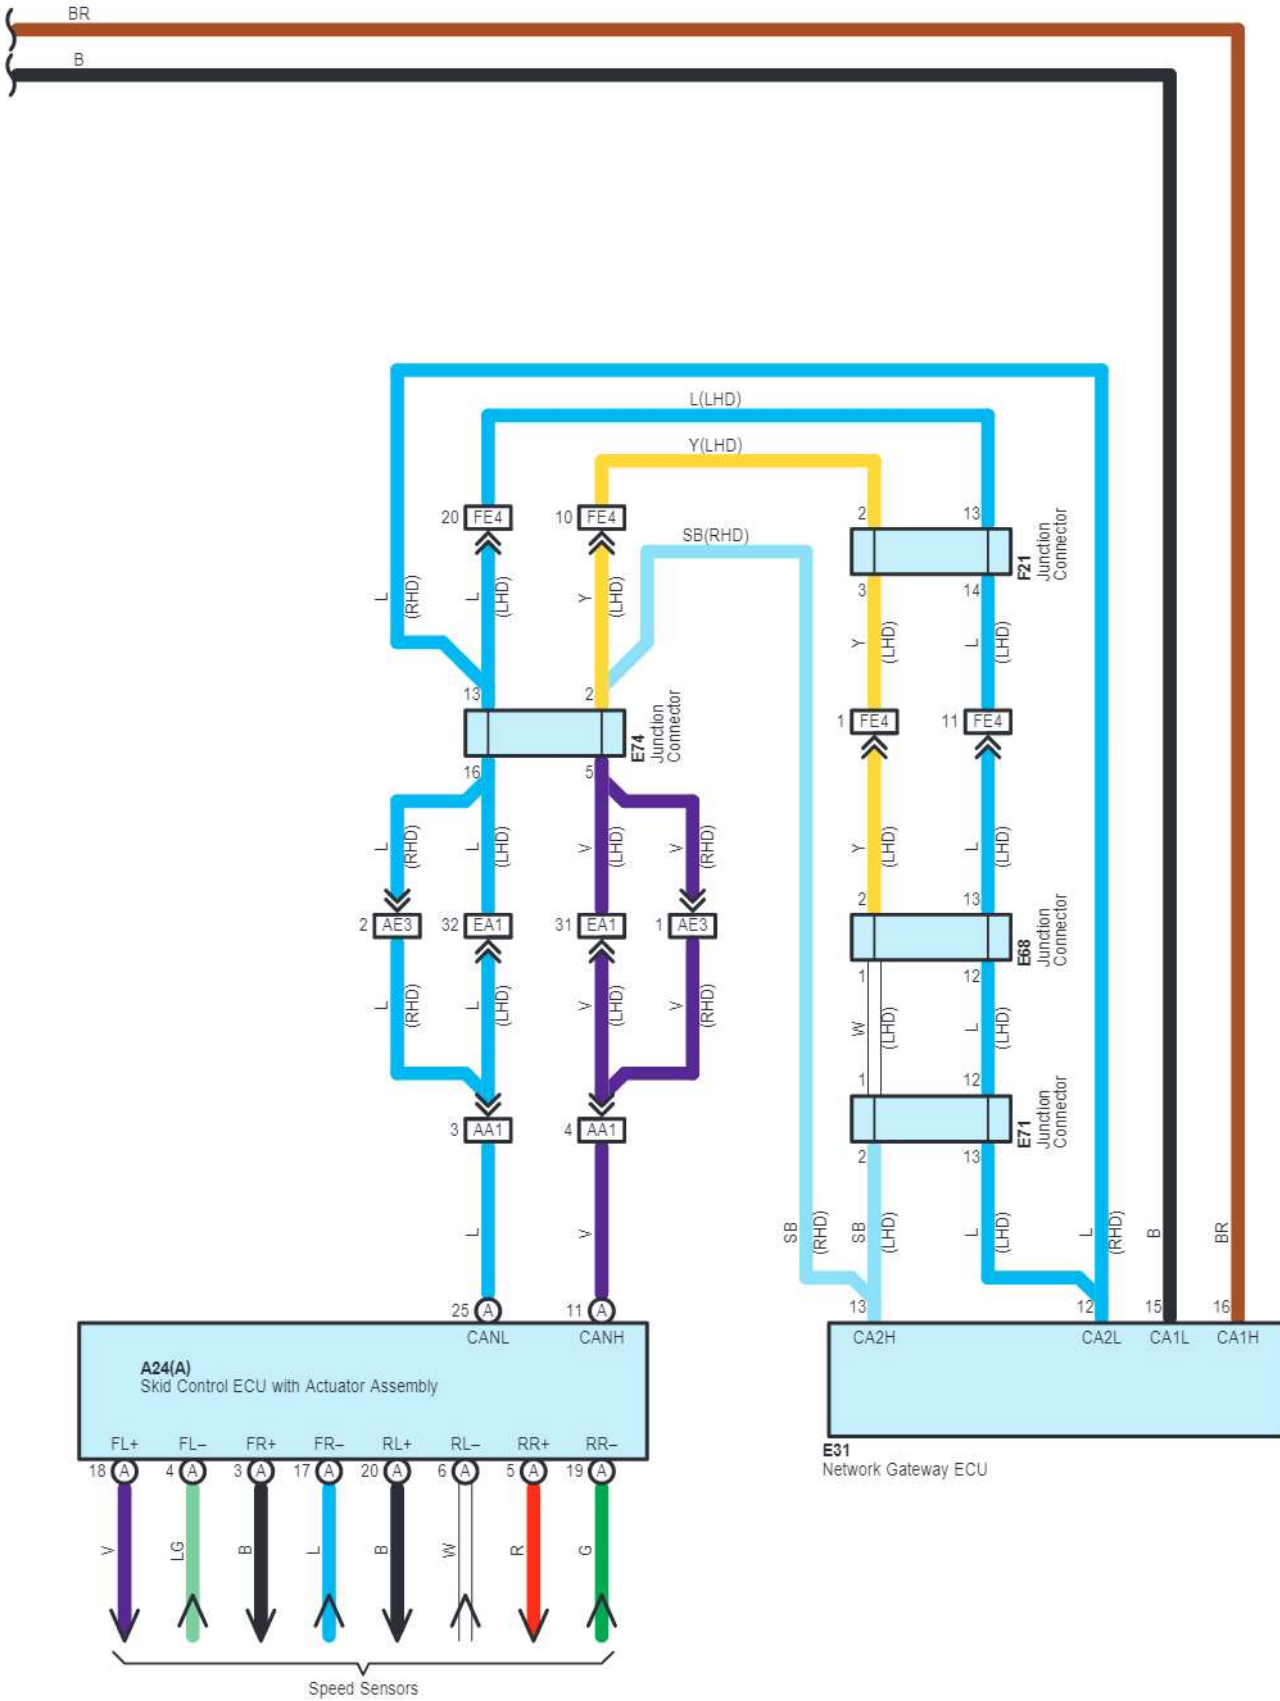 BR
B
L(LHD)
Y(LHD)
SB(RHD)
20 FE4
10 FE4
2
13
F21
Junction
Connector
3
14
L
(RHD)
L
(LHD)
Y
(LHD)
Y
(LHD)
L
(LHD)
13
2
E74
Junction
Connector
16
5
1 FE4
11 FE4
L
(RHD)
L
(LHD)
V
(LHD)
V
(RHD)
Y
(LHD)
L
(LHD)
2 AE3
32 EA1
31 EA1
1 AE3
2
13
E68
Junction
Connector
1
12
L
(RHD)
L
(LHD)
V
(LHD)
V
(RHD)
W
(LHD)
L
(LHD)
1
12
E71
Junction
Connector
2
13
3 AA1
4 AA1
L
V
SB
(RHD)
SB
(LHD)
L
(LHD)
L
(RHD)
B
BR
25 A
11 A
13
12
15
16
CANL
CANH
CA2H
CA2L
CA1L
CA1H
A24(A)
Skid Control ECU with Actuator Assembly
FL+
FL–
FR+
FR–
RL+
RL–
RR+
RR–
E31
Network Gateway ECU
18 A
4 A
3 A
17 A
20 A
6 A
5 A
19 A
V
LG
B
L
B
W
R
G
Speed Sensors